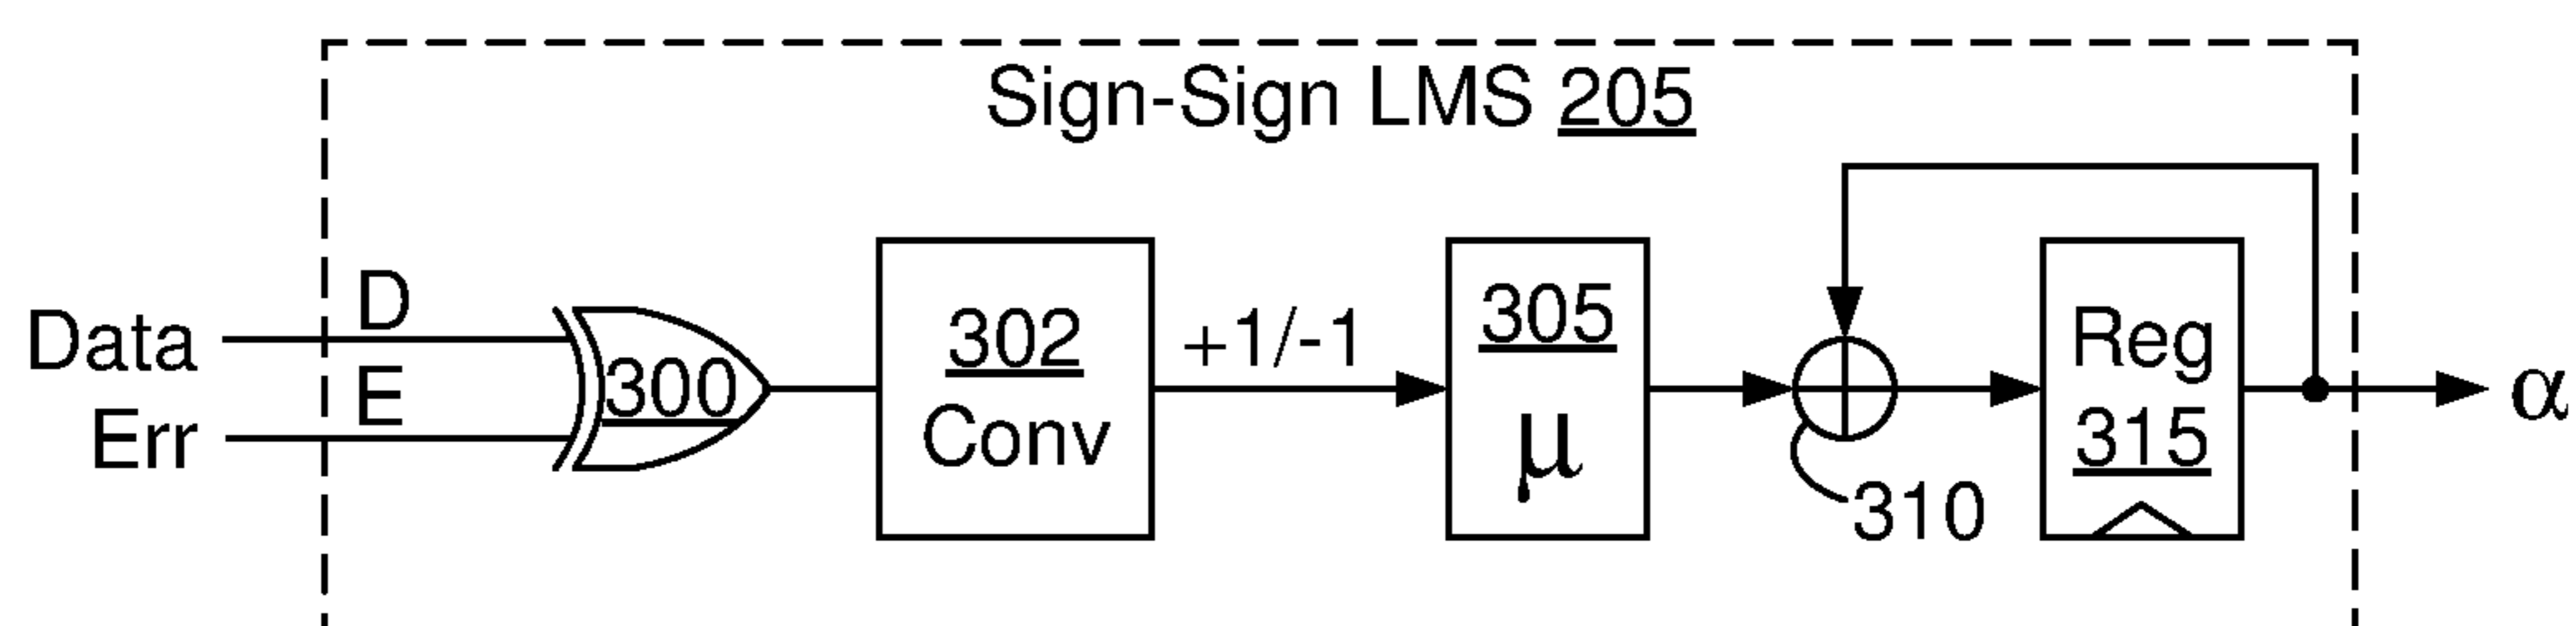 Sign-Sign LMS 205
Data
D
Err
E
300
302
Conv
+1/-1
305
μ
310
Reg
315
α